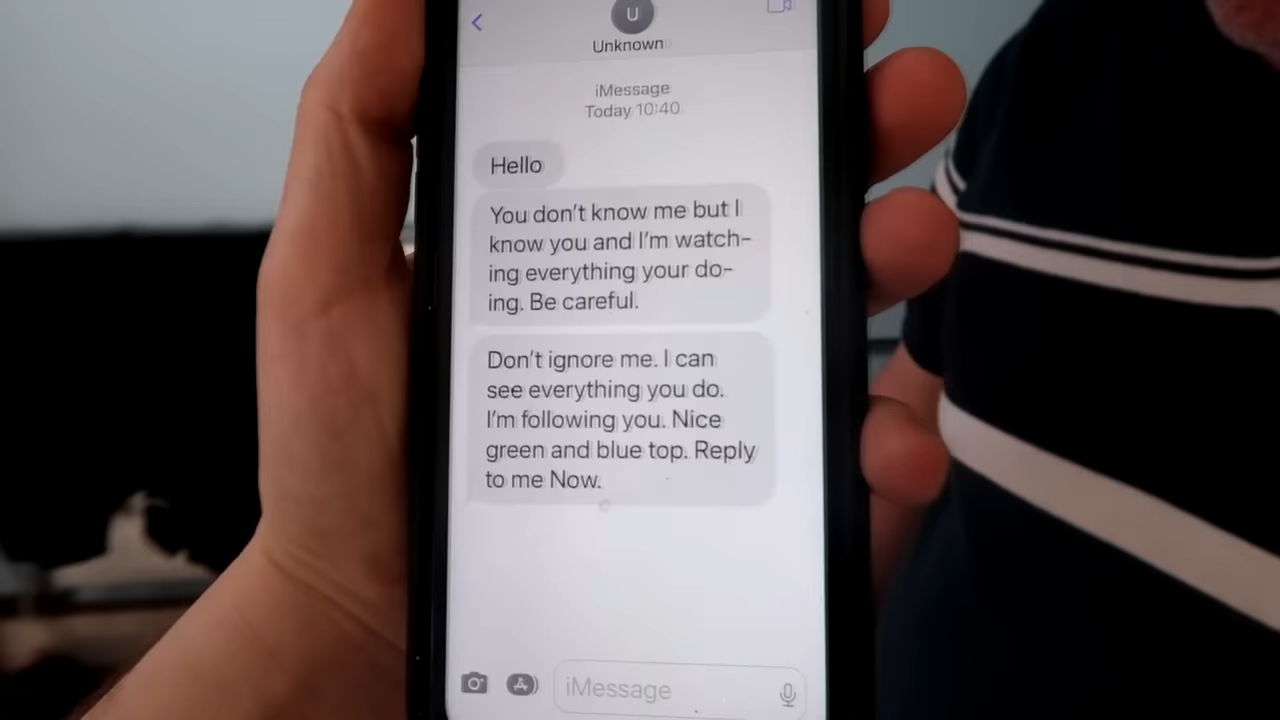 U
Unknown
iMessage
Today 10:40
Hello
You don't know me but I
know you and I'm watch-
ing everything your do-
ing. Be careful.
Don't ignore me. I can
see everything you do.
I'm following you. Nice
green and blue top. Reply
to me Now.
iMessage